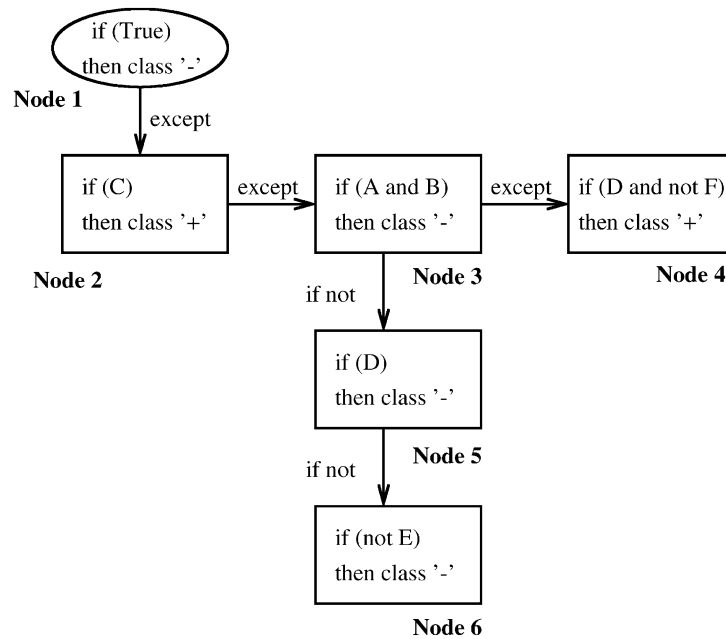 if (True)
then class '-'
Node 1
except
if (C)
then class '+'
Node 2
except
if (A and B)
then class '-'
Node 3
except
if (D and not F)
then class '+'
Node 4
if not
if (D)
then class '-'
Node 5
if not
if (not E)
then class '-'
Node 6